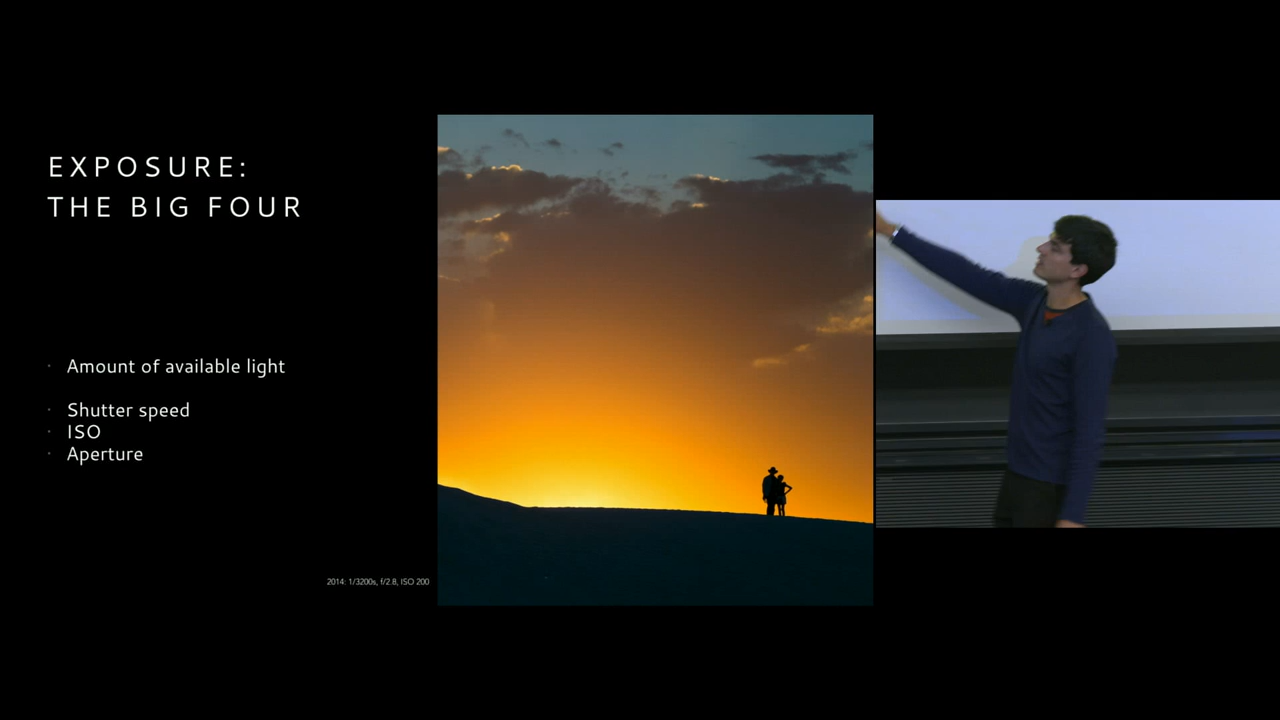 EXPOSURE:
THE BIG FOUR
· Amount of available light
· Shutter speed
· ISO
· Aperture
2014: 1/3200s, f/2.8, ISO 200